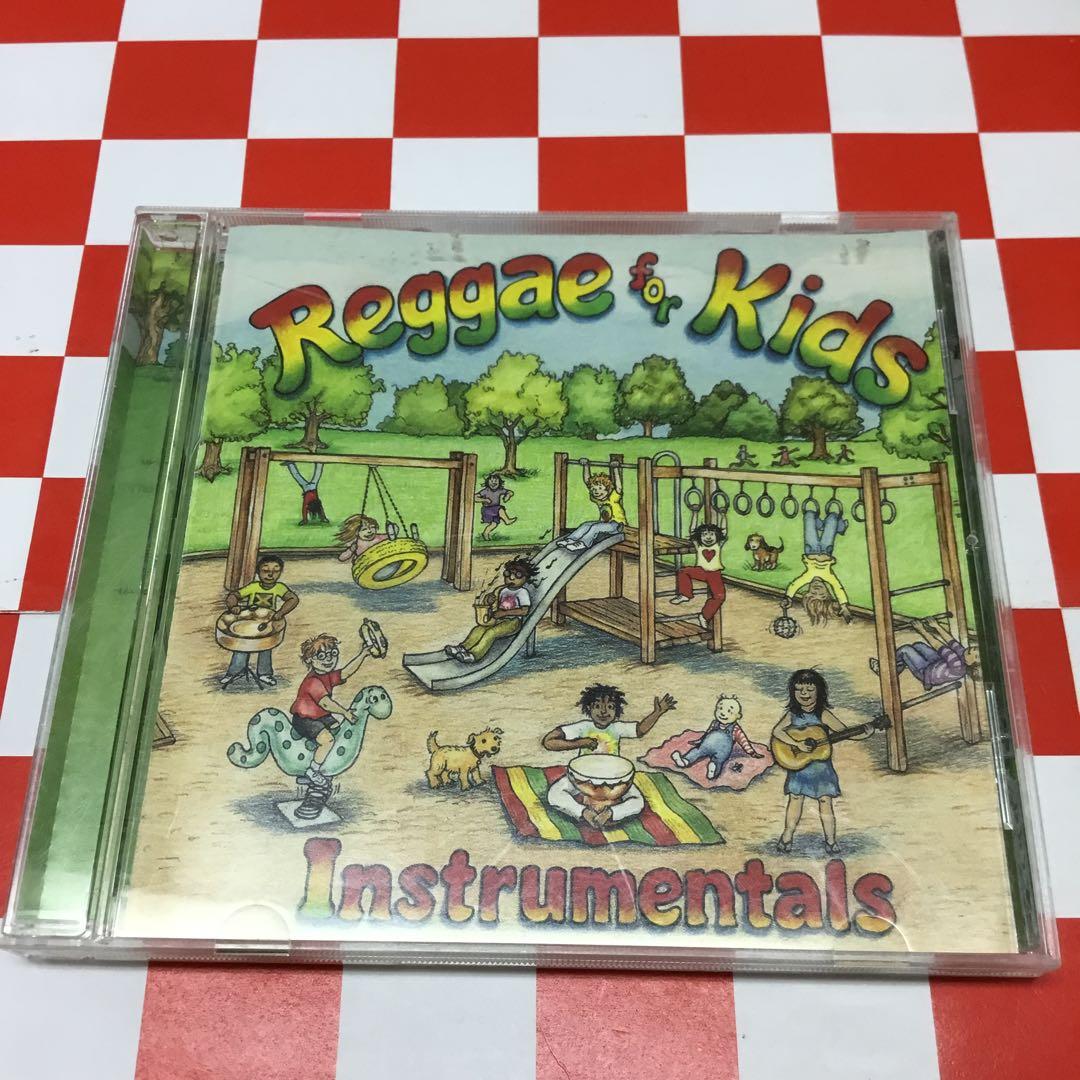 Reggae for Kids
Instrumentals